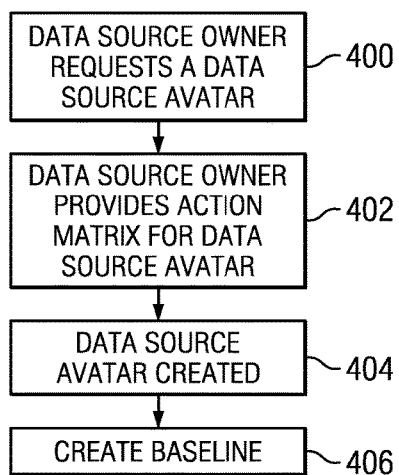 DATA SOURCE OWNER
REQUESTS A DATA
SOURCE AVATAR
400
DATA SOURCE OWNER
PROVIDES ACTION
MATRIX FOR DATA
SOURCE AVATAR
402
DATA SOURCE
AVATAR CREATED
404
CREATE BASELINE
406